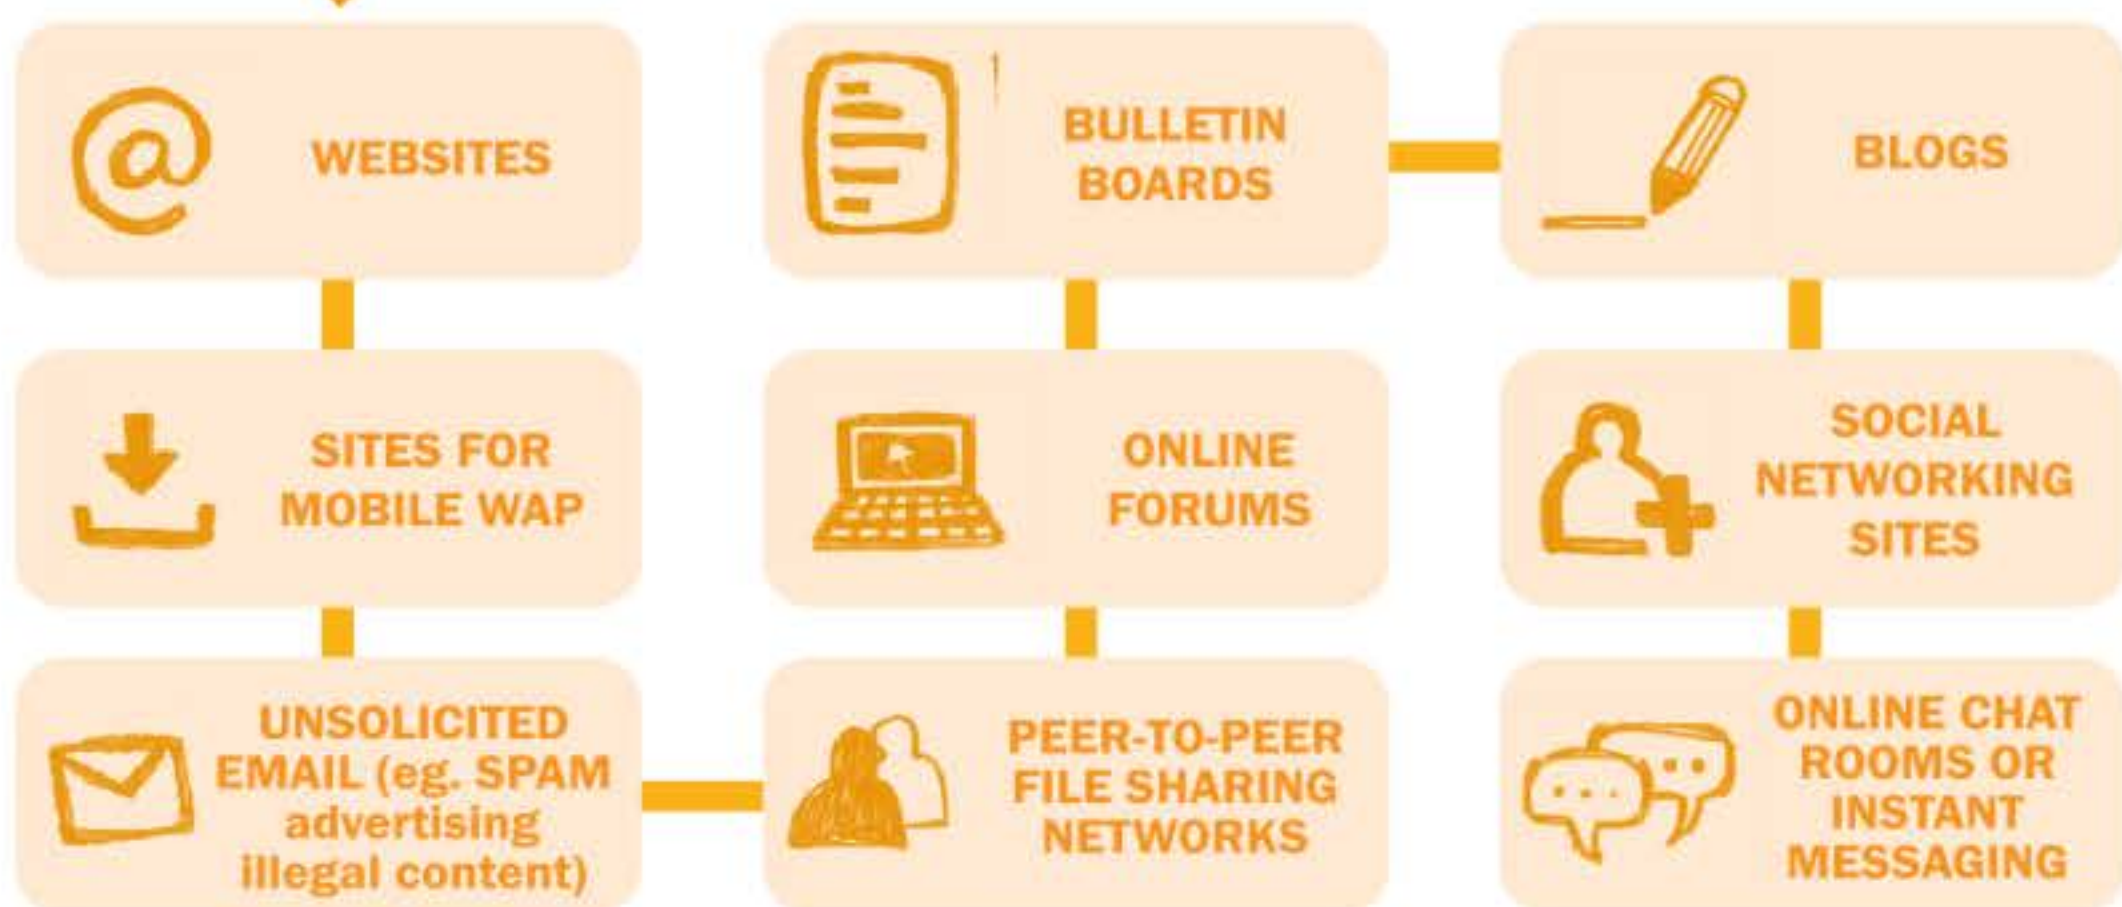 WEBSITES
BULLETIN
BOARDS
BLOGS
SITES FOR
MOBILE WAP
ONLINE
FORUMS
SOCIAL
NETWORKING
SITES
UNSOLICITED
EMAIL (eg. SPAM
advertising
illegal content)
PEER-TO-PEER
FILE SHARING
NETWORKS
ONLINE CHAT
ROOMS OR
INSTANT
MESSAGING